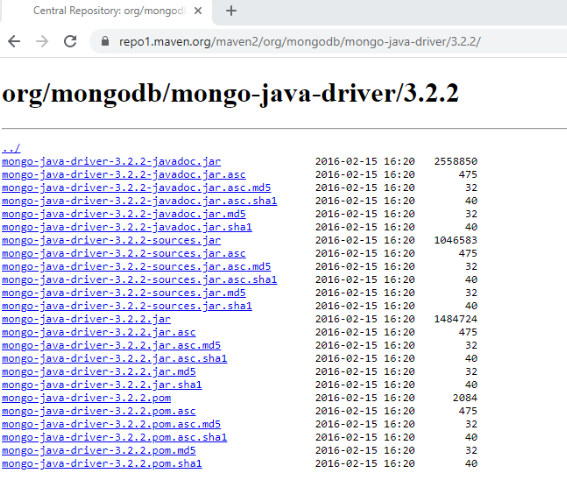 Central Repository: org/mongodb
repo1.maven.org/maven2/org/mongodb/mongo-java-driver/3.2.2/
org/mongodb/mongo-java-driver/3.2.2
../
mongo-java-driver-3.2.2-javadoc.jar 2016-02-15 16:20 2558850
mongo-java-driver-3.2.2-javadoc.jar.asc 2016-02-15 16:20 475
mongo-java-driver-3.2.2-javadoc.jar.asc.md5 2016-02-15 16:20 32
mongo-java-driver-3.2.2-javadoc.jar.asc.sha1 2016-02-15 16:20 40
mongo-java-driver-3.2.2-javadoc.jar.md5 2016-02-15 16:20 32
mongo-java-driver-3.2.2-javadoc.jar.sha1 2016-02-15 16:20 40
mongo-java-driver-3.2.2-sources.jar 2016-02-15 16:20 1046583
mongo-java-driver-3.2.2-sources.jar.asc 2016-02-15 16:20 475
mongo-java-driver-3.2.2-sources.jar.asc.md5 2016-02-15 16:20 32
mongo-java-driver-3.2.2-sources.jar.asc.sha1 2016-02-15 16:20 40
mongo-java-driver-3.2.2-sources.jar.md5 2016-02-15 16:20 32
mongo-java-driver-3.2.2-sources.jar.sha1 2016-02-15 16:20 40
mongo-java-driver-3.2.2.jar 2016-02-15 16:20 1484724
mongo-java-driver-3.2.2.jar.asc 2016-02-15 16:20 475
mongo-java-driver-3.2.2.jar.asc.md5 2016-02-15 16:20 32
mongo-java-driver-3.2.2.jar.asc.sha1 2016-02-15 16:20 40
mongo-java-driver-3.2.2.jar.md5 2016-02-15 16:20 32
mongo-java-driver-3.2.2.jar.sha1 2016-02-15 16:20 40
mongo-java-driver-3.2.2.pom 2016-02-15 16:20 2084
mongo-java-driver-3.2.2.pom.asc 2016-02-15 16:20 475
mongo-java-driver-3.2.2.pom.asc.md5 2016-02-15 16:20 32
mongo-java-driver-3.2.2.pom.asc.sha1 2016-02-15 16:20 40
mongo-java-driver-3.2.2.pom.md5 2016-02-15 16:20 32
mongo-java-driver-3.2.2.pom.sha1 2016-02-15 16:20 40